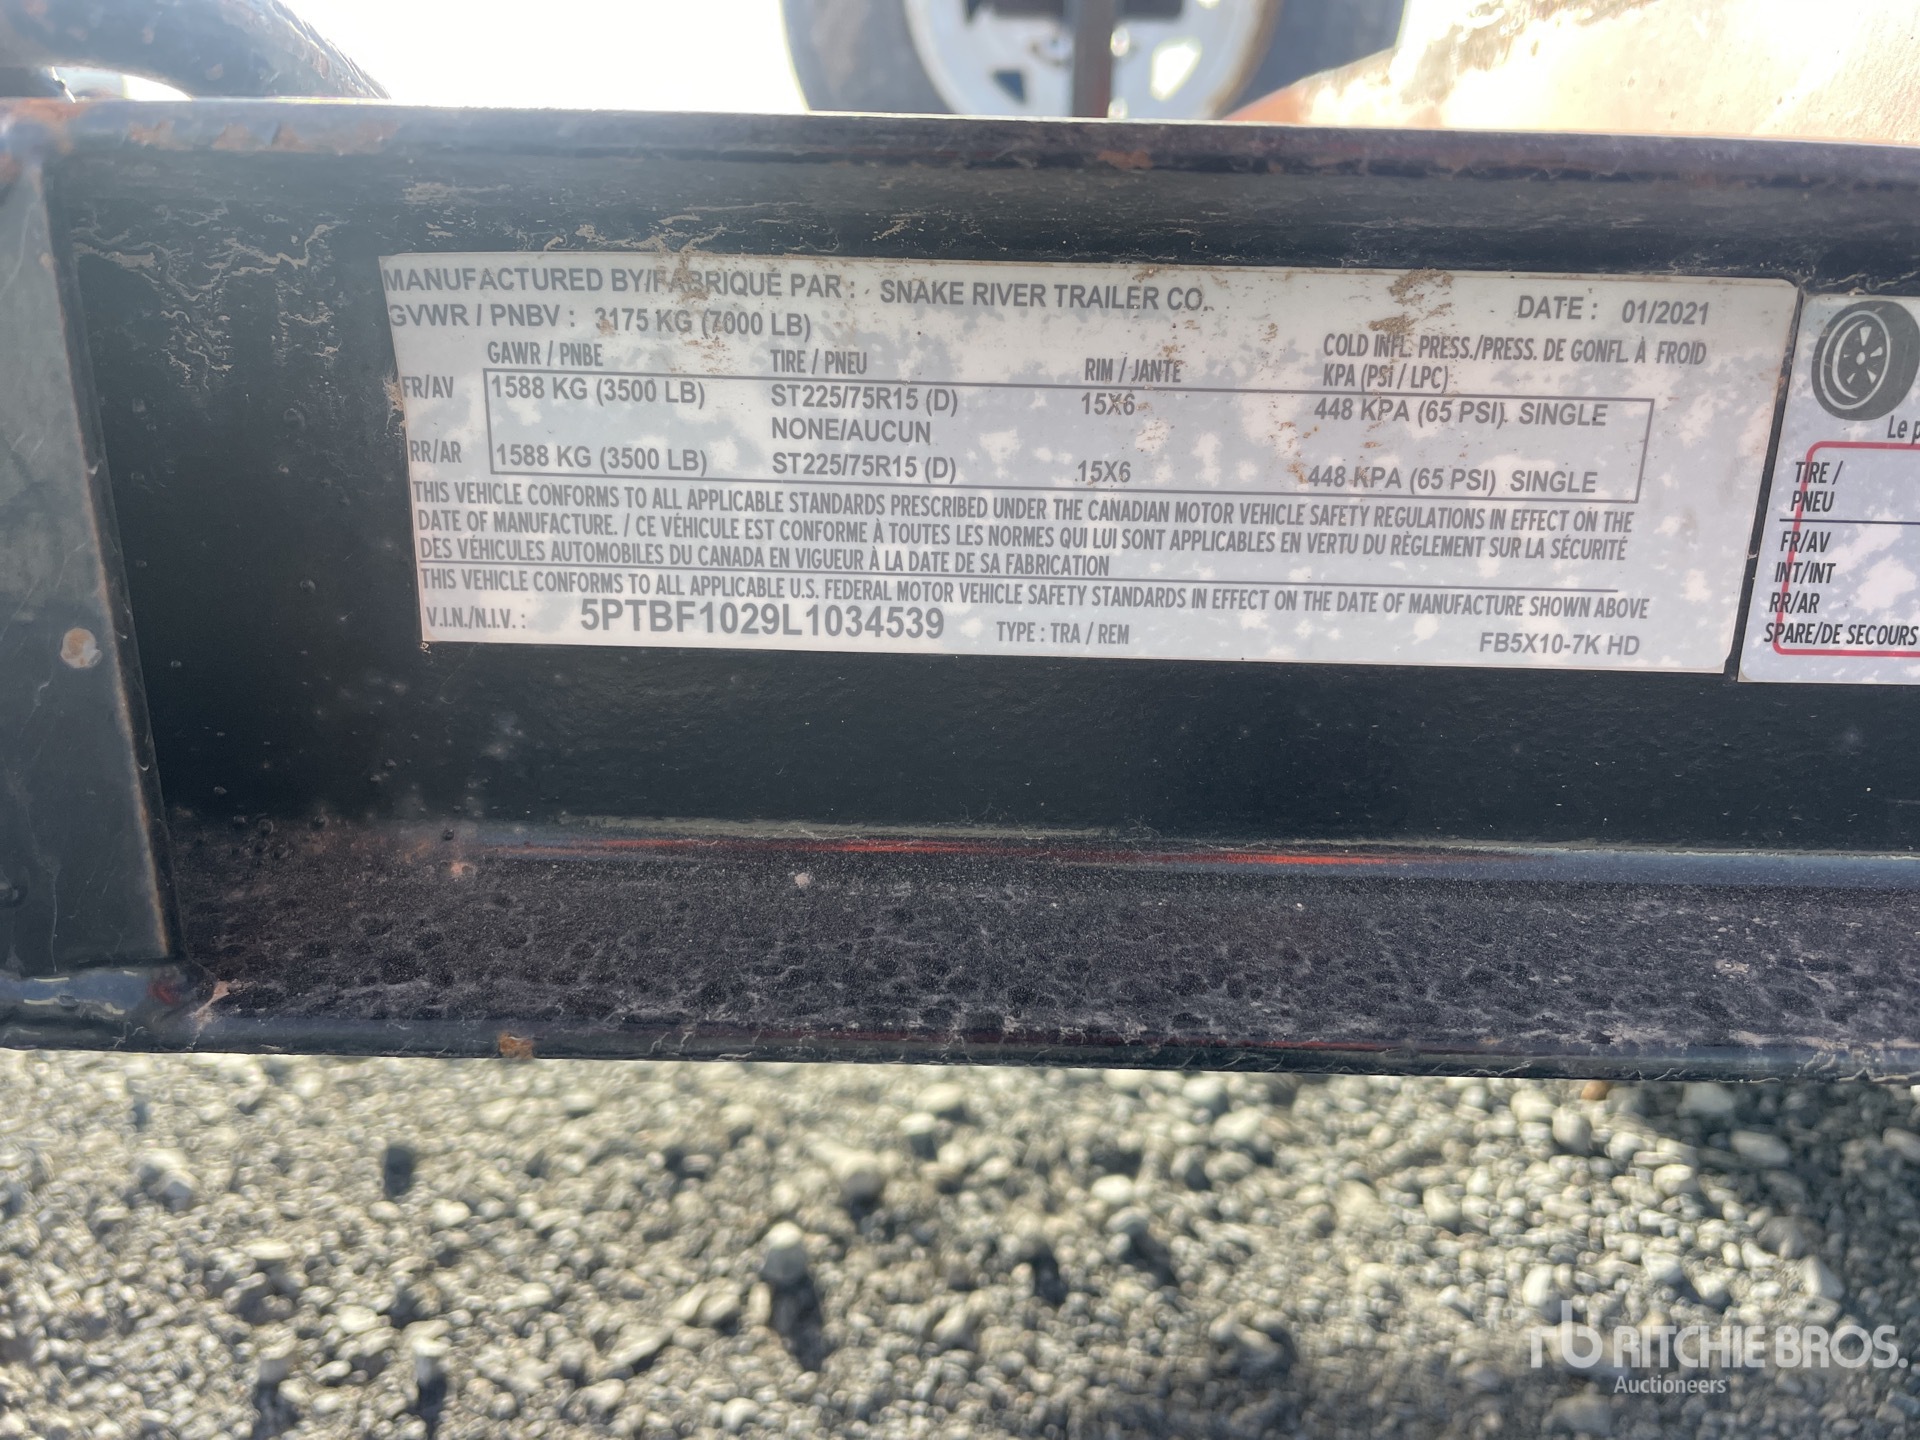 MANUFACTURED BY/FABRIQUÉ PAR : SNAKE RIVER TRAILER CO. DATE : 01/2021
GVWR / PNBV : 3175 KG (7000 LB)
GAWR / PNBE TIRE / PNEU RIM / JANTE COLD INFL. PRESS./PRESS. DE GONFL. À FROID
KPA (PSI / LPC)
FR/AV 1588 KG (3500 LB) ST225/75R15 (D) 15X6 448 KPA (65 PSI). SINGLE
NONE/AUCUN
RR/AR 1588 KG (3500 LB) ST225/75R15 (D) 15X6 448 KPA (65 PSI) SINGLE
THIS VEHICLE CONFORMS TO ALL APPLICABLE STANDARDS PRESCRIBED UNDER THE CANADIAN MOTOR VEHICLE SAFETY REGULATIONS IN EFFECT ON THE
DATE OF MANUFACTURE. / CE VÉHICULE EST CONFORME À TOUTES LES NORMES QUI LUI SONT APPLICABLES EN VERTU DU RÈGLEMENT SUR LA SÉCURITÉ
DES VÉHICULES AUTOMOBILES DU CANADA EN VIGUEUR À LA DATE DE SA FABRICATION
THIS VEHICLE CONFORMS TO ALL APPLICABLE U.S. FEDERAL MOTOR VEHICLE SAFETY STANDARDS IN EFFECT ON THE DATE OF MANUFACTURE SHOWN ABOVE
V.I.N./N.I.V. : 5PTBF1029L1034539 TYPE : TRA / REM FB5X10-7K HD
Le
TIRE /
PNEU
FR/AV
INT/INT
RR/AR
SPARE/DE SECOURS
rb RITCHIE BROS.
Auctioneers